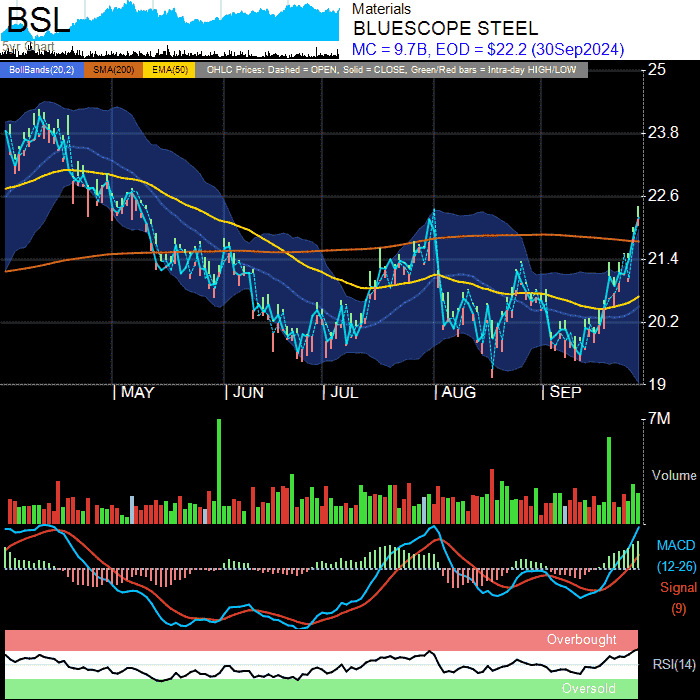 BSL
5yr Chart
Materials
BLUESCOPE STEEL
MC = 9.7B, EOD = $22.2 (30Sep2024)
BollBands(20,2) SMA(200) EMA(50) OHLC Prices: Dashed = OPEN, Solid = CLOSE, Green/Red bars = Intra-day HIGH/LOW
25
23.8
22.6
21.4
20.2
19
MAY JUN JUL AUG SEP
7M
Volume
MACD
(12-26)
Signal
(9)
Overbought
RSI(14)
Oversold